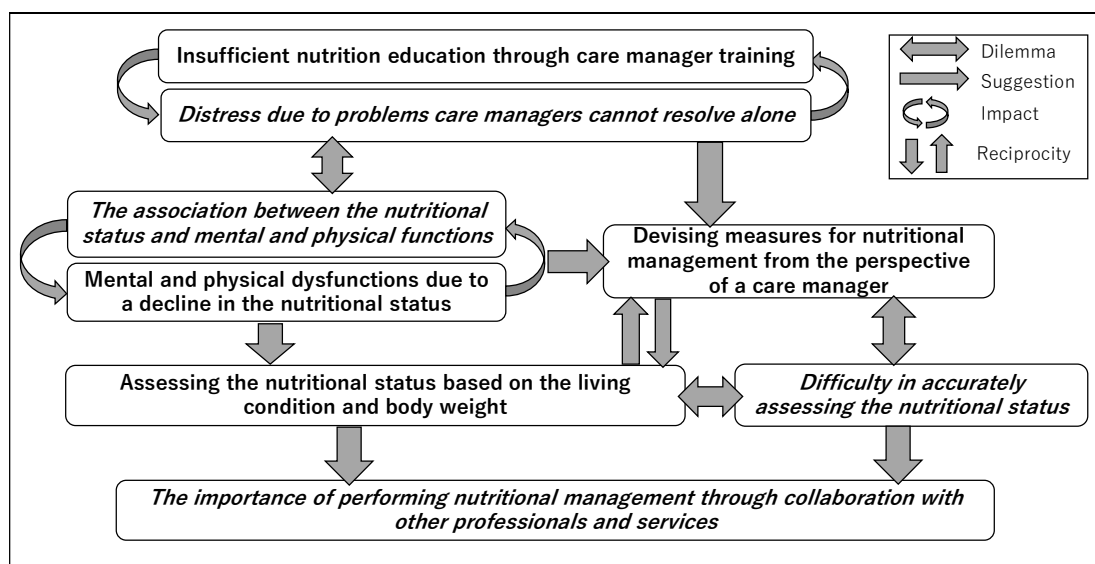 Insufficient nutrition education through care manager training
Distress due to problems care managers cannot resolve alone
Dilemma
Suggestion
Impact
Reciprocity
The association between the nutritional
status and mental and physical functions
Mental and physical dysfunctions due to
a decline in the nutritional status
Devising measures for nutritional
management from the perspective
of a care manager
Assessing the nutritional status based on the living
condition and body weight
Difficulty in accurately
assessing the nutritional status
The importance of performing nutritional management through collaboration with
other professionals and services